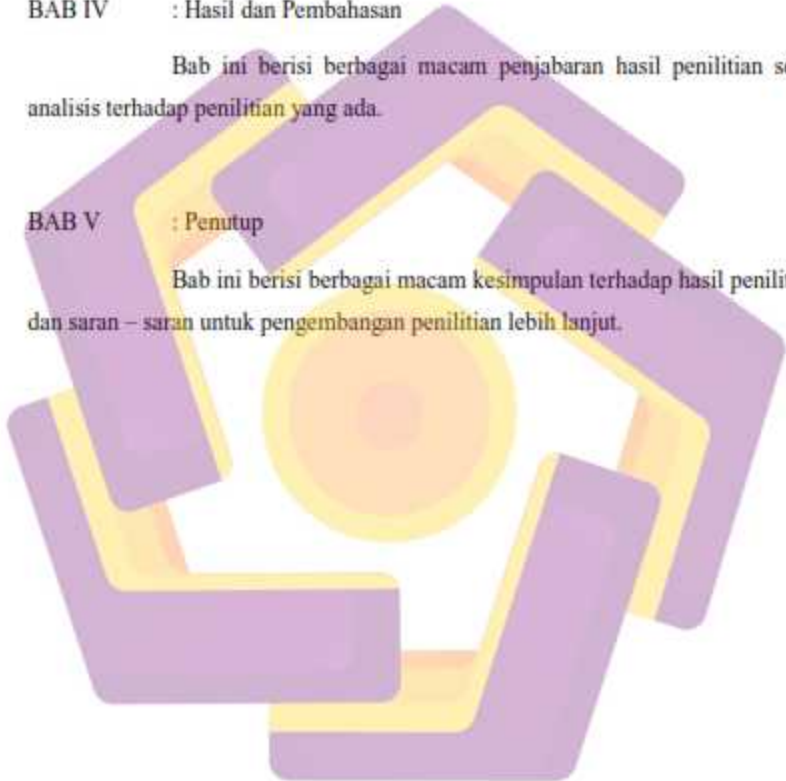 BAB IV : Hasil dan Pembahasan
Bab ini berisi berbagai macam penjabaran hasil penilitian
analisis terhadap penilitian yang ada.
BAB V : Penutup
Bab ini berisi berbagai macam kesimpulan terhadap hasil
dan saran – saran untuk pengembangan penilitian lebih lanjut.